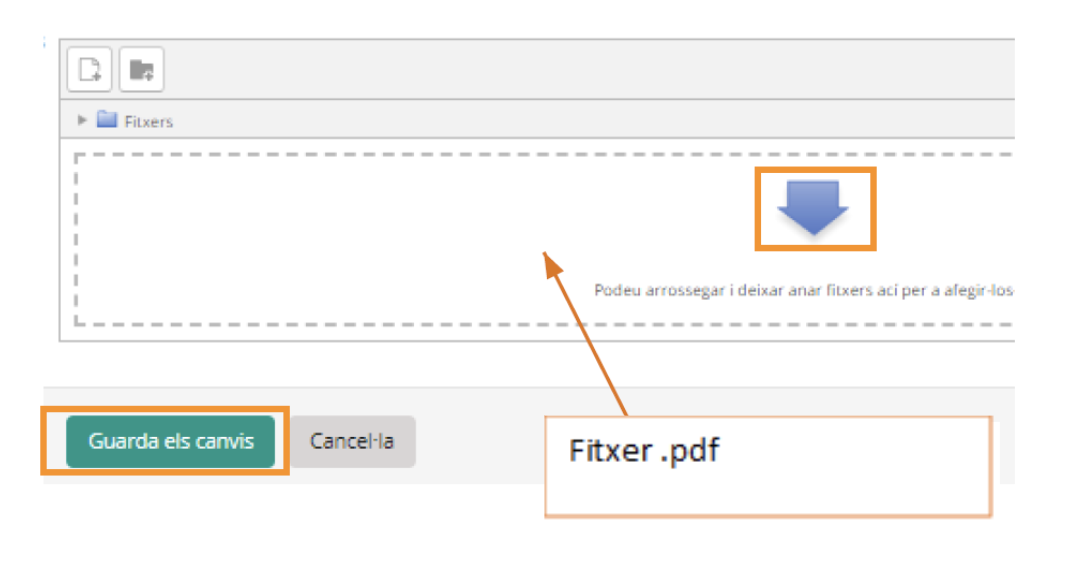 Fitxers
Podeu arrossegar i deixar anar fitxers ací per a afegir-los
Guarda els canvis
Cancel·la
Fitxer .pdf